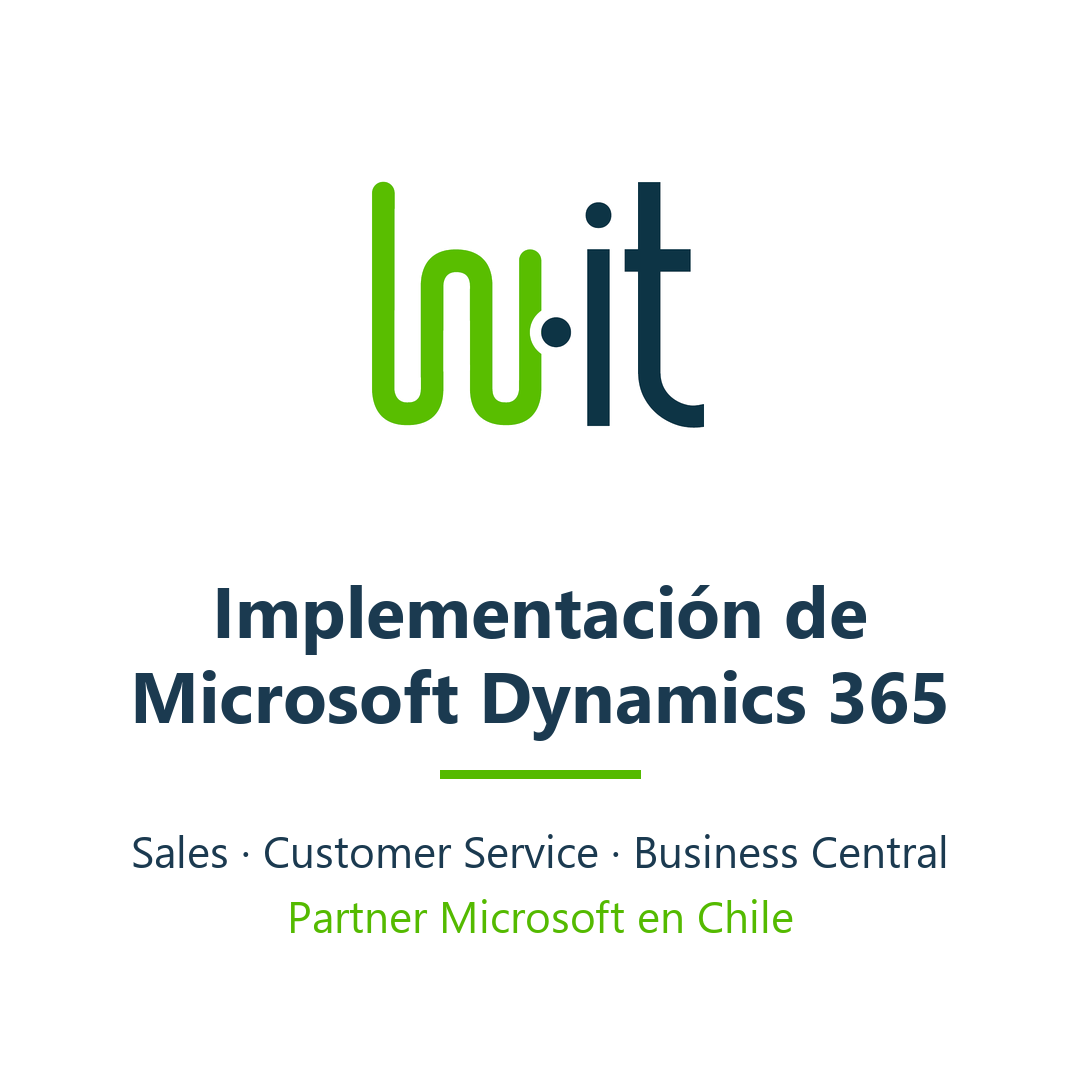 w·it
Implementación de
Microsoft Dynamics 365
Sales · Customer Service · Business Central
Partner Microsoft en Chile